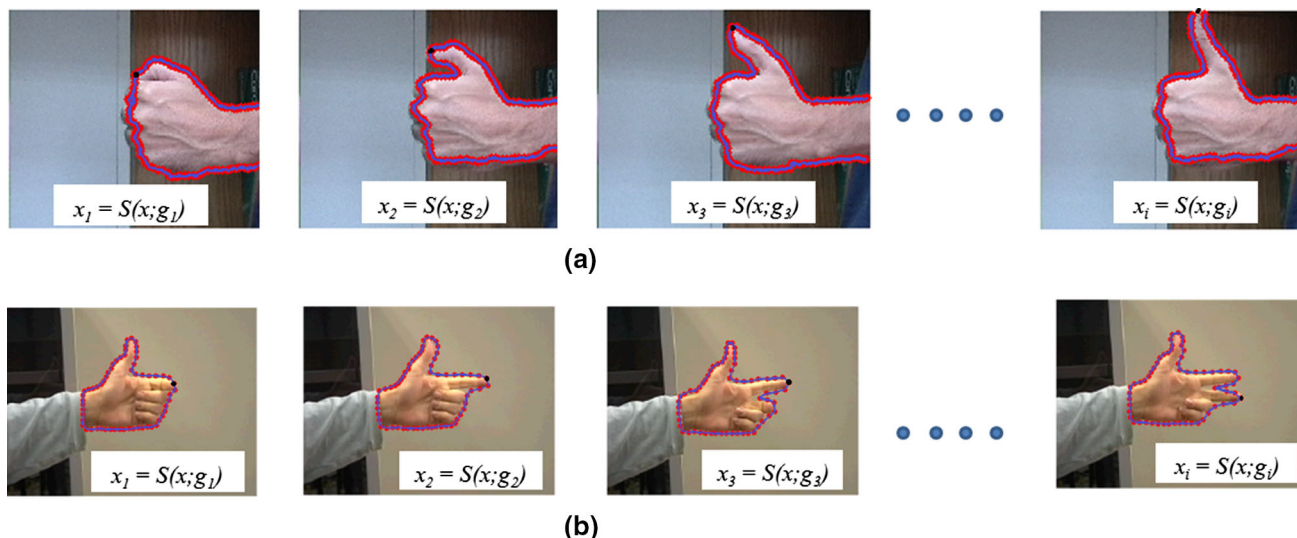 x₁ = S(x;g₁)
x₂ = S(x;g₂)
x₃ = S(x;g₃)
xᵢ = S(x;gᵢ)
(a)
x₁ = S(x;g₁)
x₂ = S(x;g₂)
x₃ = S(x;g₃)
xᵢ = S(x;gᵢ)
(b)